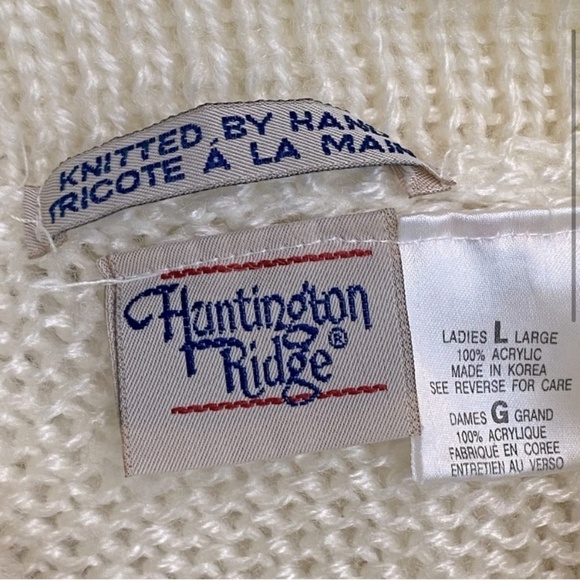 KNITTED BY HAND
TRICOTE À LA MAIN
Huntington
Ridge®
LADIES L LARGE
100% ACRYLIC
MADE IN KOREA
SEE REVERSE FOR CARE
DAMES G GRAND
100% ACRYLIQUE
FABRIQUÉ EN COREE
ENTRETIEN AU VERSO